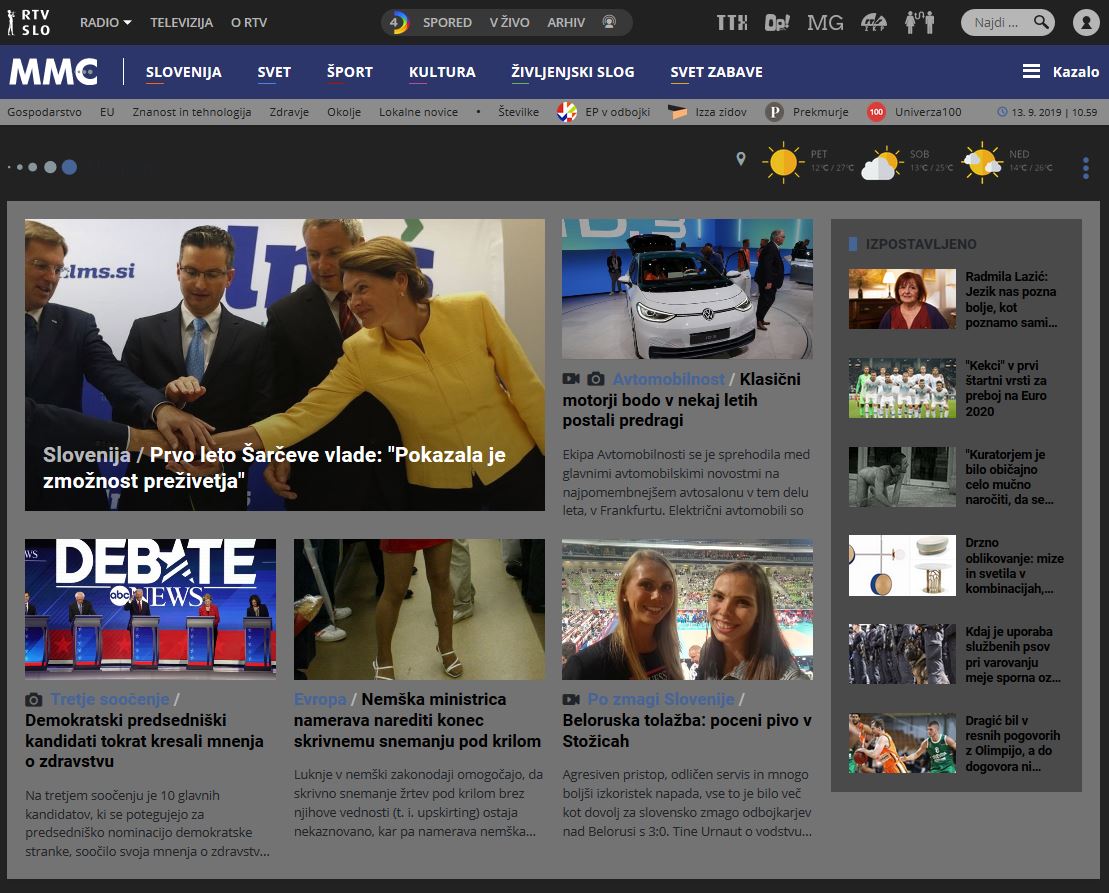 RTV
SLO
RADIO
TELEVIZIJA
O RTV
4D
SPORED
V ŽIVO
ARHIV
TTX
Op!
MG
Najdi ...
MMC
SLOVENIJA
SVET
ŠPORT
KULTURA
ŽIVLJENJSKI SLOG
SVET ZABAVE
Kazalo
Gospodarstvo
EU
Znanost in tehnologija
Zdravje
Okolje
Lokalne novice
•
Številke
EP v odbojki
Izza zidov
P
Prekmurje
100
Univerza100
13. 9. 2019 | 10.59
PET
12°C / 27°C
SOB
13°C / 25°C
NED
14°C / 26°C
lms.si
lmš
Slovenija / Prvo leto Šarčeve vlade: "Pokazala je
zmožnost preživetja"
ID.3
Avtomobilnost / Klasični
motorji bodo v nekaj letih
postali predragi
Ekipa Avtomobilnosti se je sprehodila med
glavnimi avtomobilskimi novostmi na
najpomembnejšem avtosalonu v tem delu
leta, v Frankfurtu. Električni avtomobili so
DEBATE
abc NEWS
Tretje soočenje /
Demokratski predsedniški
kandidati tokrat kresali mnenja
o zdravstvu
Na tretjem soočenju je 10 glavnih
kandidatov, ki se potegujejo za
predsedniško nominacijo demokratske
stranke, soočilo svoja mnenja o zdravstv...
Evropa / Nemška ministrica
namerava narediti konec
skrivnemu snemanju pod krilom
Luknje v nemški zakonodaji omogočajo, da
skrivno snemanje žrtev pod krilom brez
njihove vednosti (t. i. upskirting) ostaja
nekaznovano, kar pa namerava nemška...
Po zmagi Slovenije /
Beloruska tolažba: poceni pivo v
Stožicah
Agresiven pristop, odličen servis in mnogo
boljši izkoristek napada, vse to je bilo več
kot dovolj za slovensko zmago odbojkarjev
nad Belorusi s 3:0. Tine Urnaut o vodstvu...
IZPOSTAVLJENO
Radmila Lazić:
Jezik nas pozna
bolje, kot
poznamo sami...
"Kekci" v prvi
štartni vrsti za
preboj na Euro
2020
"Kuratorjem je
bilo običajno
celo mučno
naročiti, da se...
Drzno
oblikovanje: mize
in svetila v
kombinacijah,...
Kdaj je uporaba
službenih psov
pri varovanju
meje sporna oz...
Dragić bil v
resnih pogovorih
z Olimpijo, a do
dogovora ni...